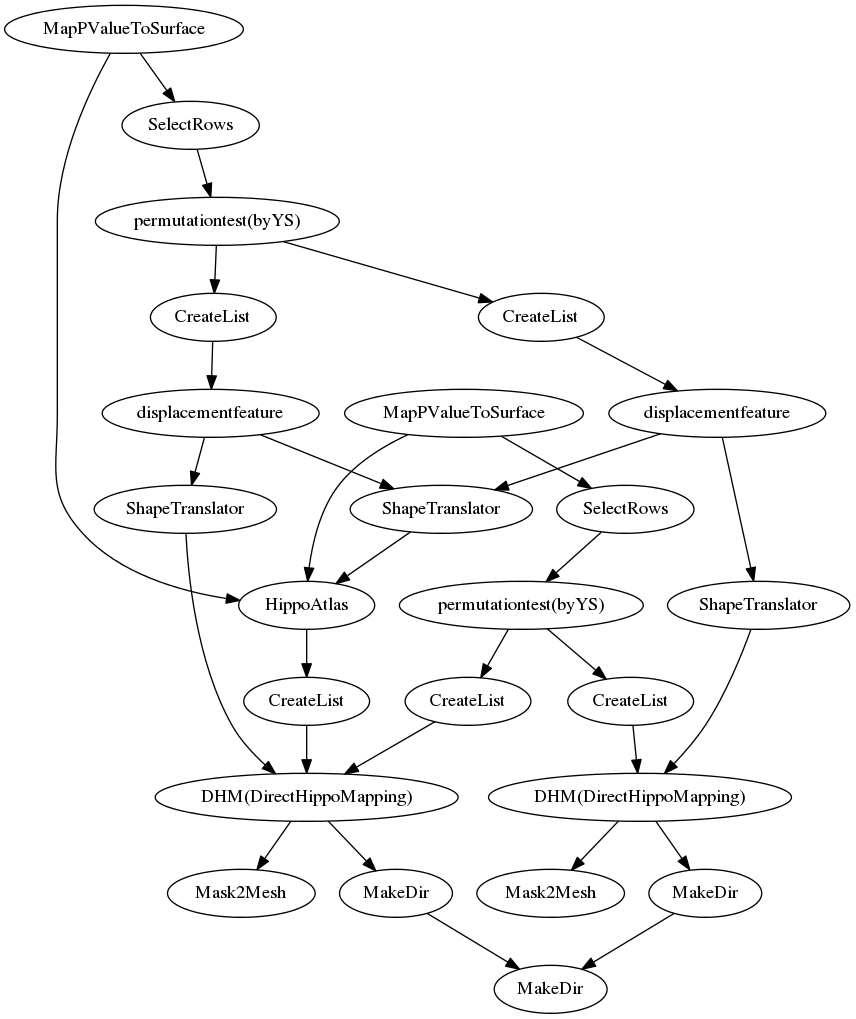 MapPValueToSurface
SelectRows
permutationtest(byYS)
CreateList
CreateList
displacementfeature
MapPValueToSurface
displacementfeature
ShapeTranslator
ShapeTranslator
SelectRows
HippoAtlas
permutationtest(byYS)
ShapeTranslator
CreateList
CreateList
CreateList
DHM(DirectHippoMapping)
DHM(DirectHippoMapping)
Mask2Mesh
MakeDir
Mask2Mesh
MakeDir
MakeDir